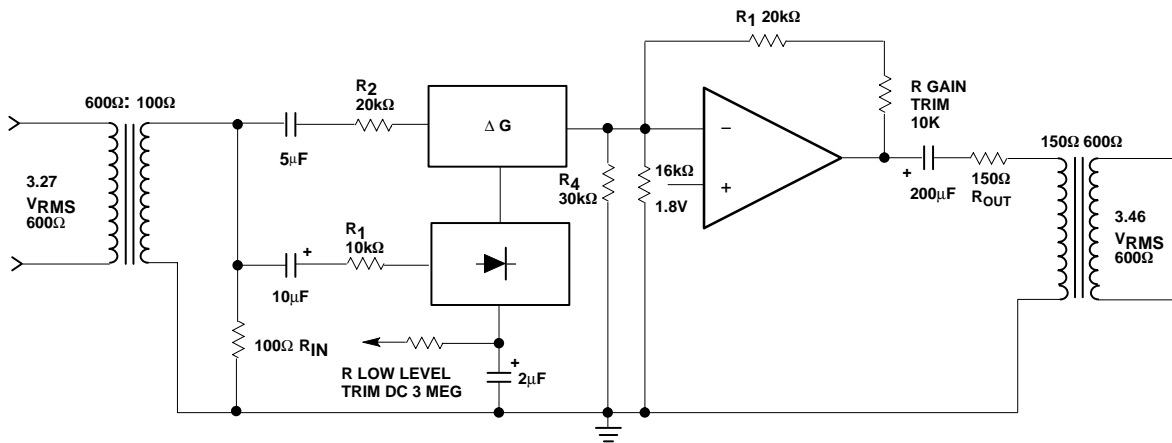 R1 20kΩ
R2
20kΩ
R GAIN
TRIM
10K
600Ω: 100Ω
Δ G
150Ω 600Ω
5μF
−
+
3.27
VRMS
600Ω
R4
30kΩ
16kΩ
1.8V
+
200μF
150Ω
ROUT
3.46
VRMS
600Ω
R1
10kΩ
+
10μF
100Ω RIN
R LOW LEVEL
TRIM DC 3 MEG
+
2μF